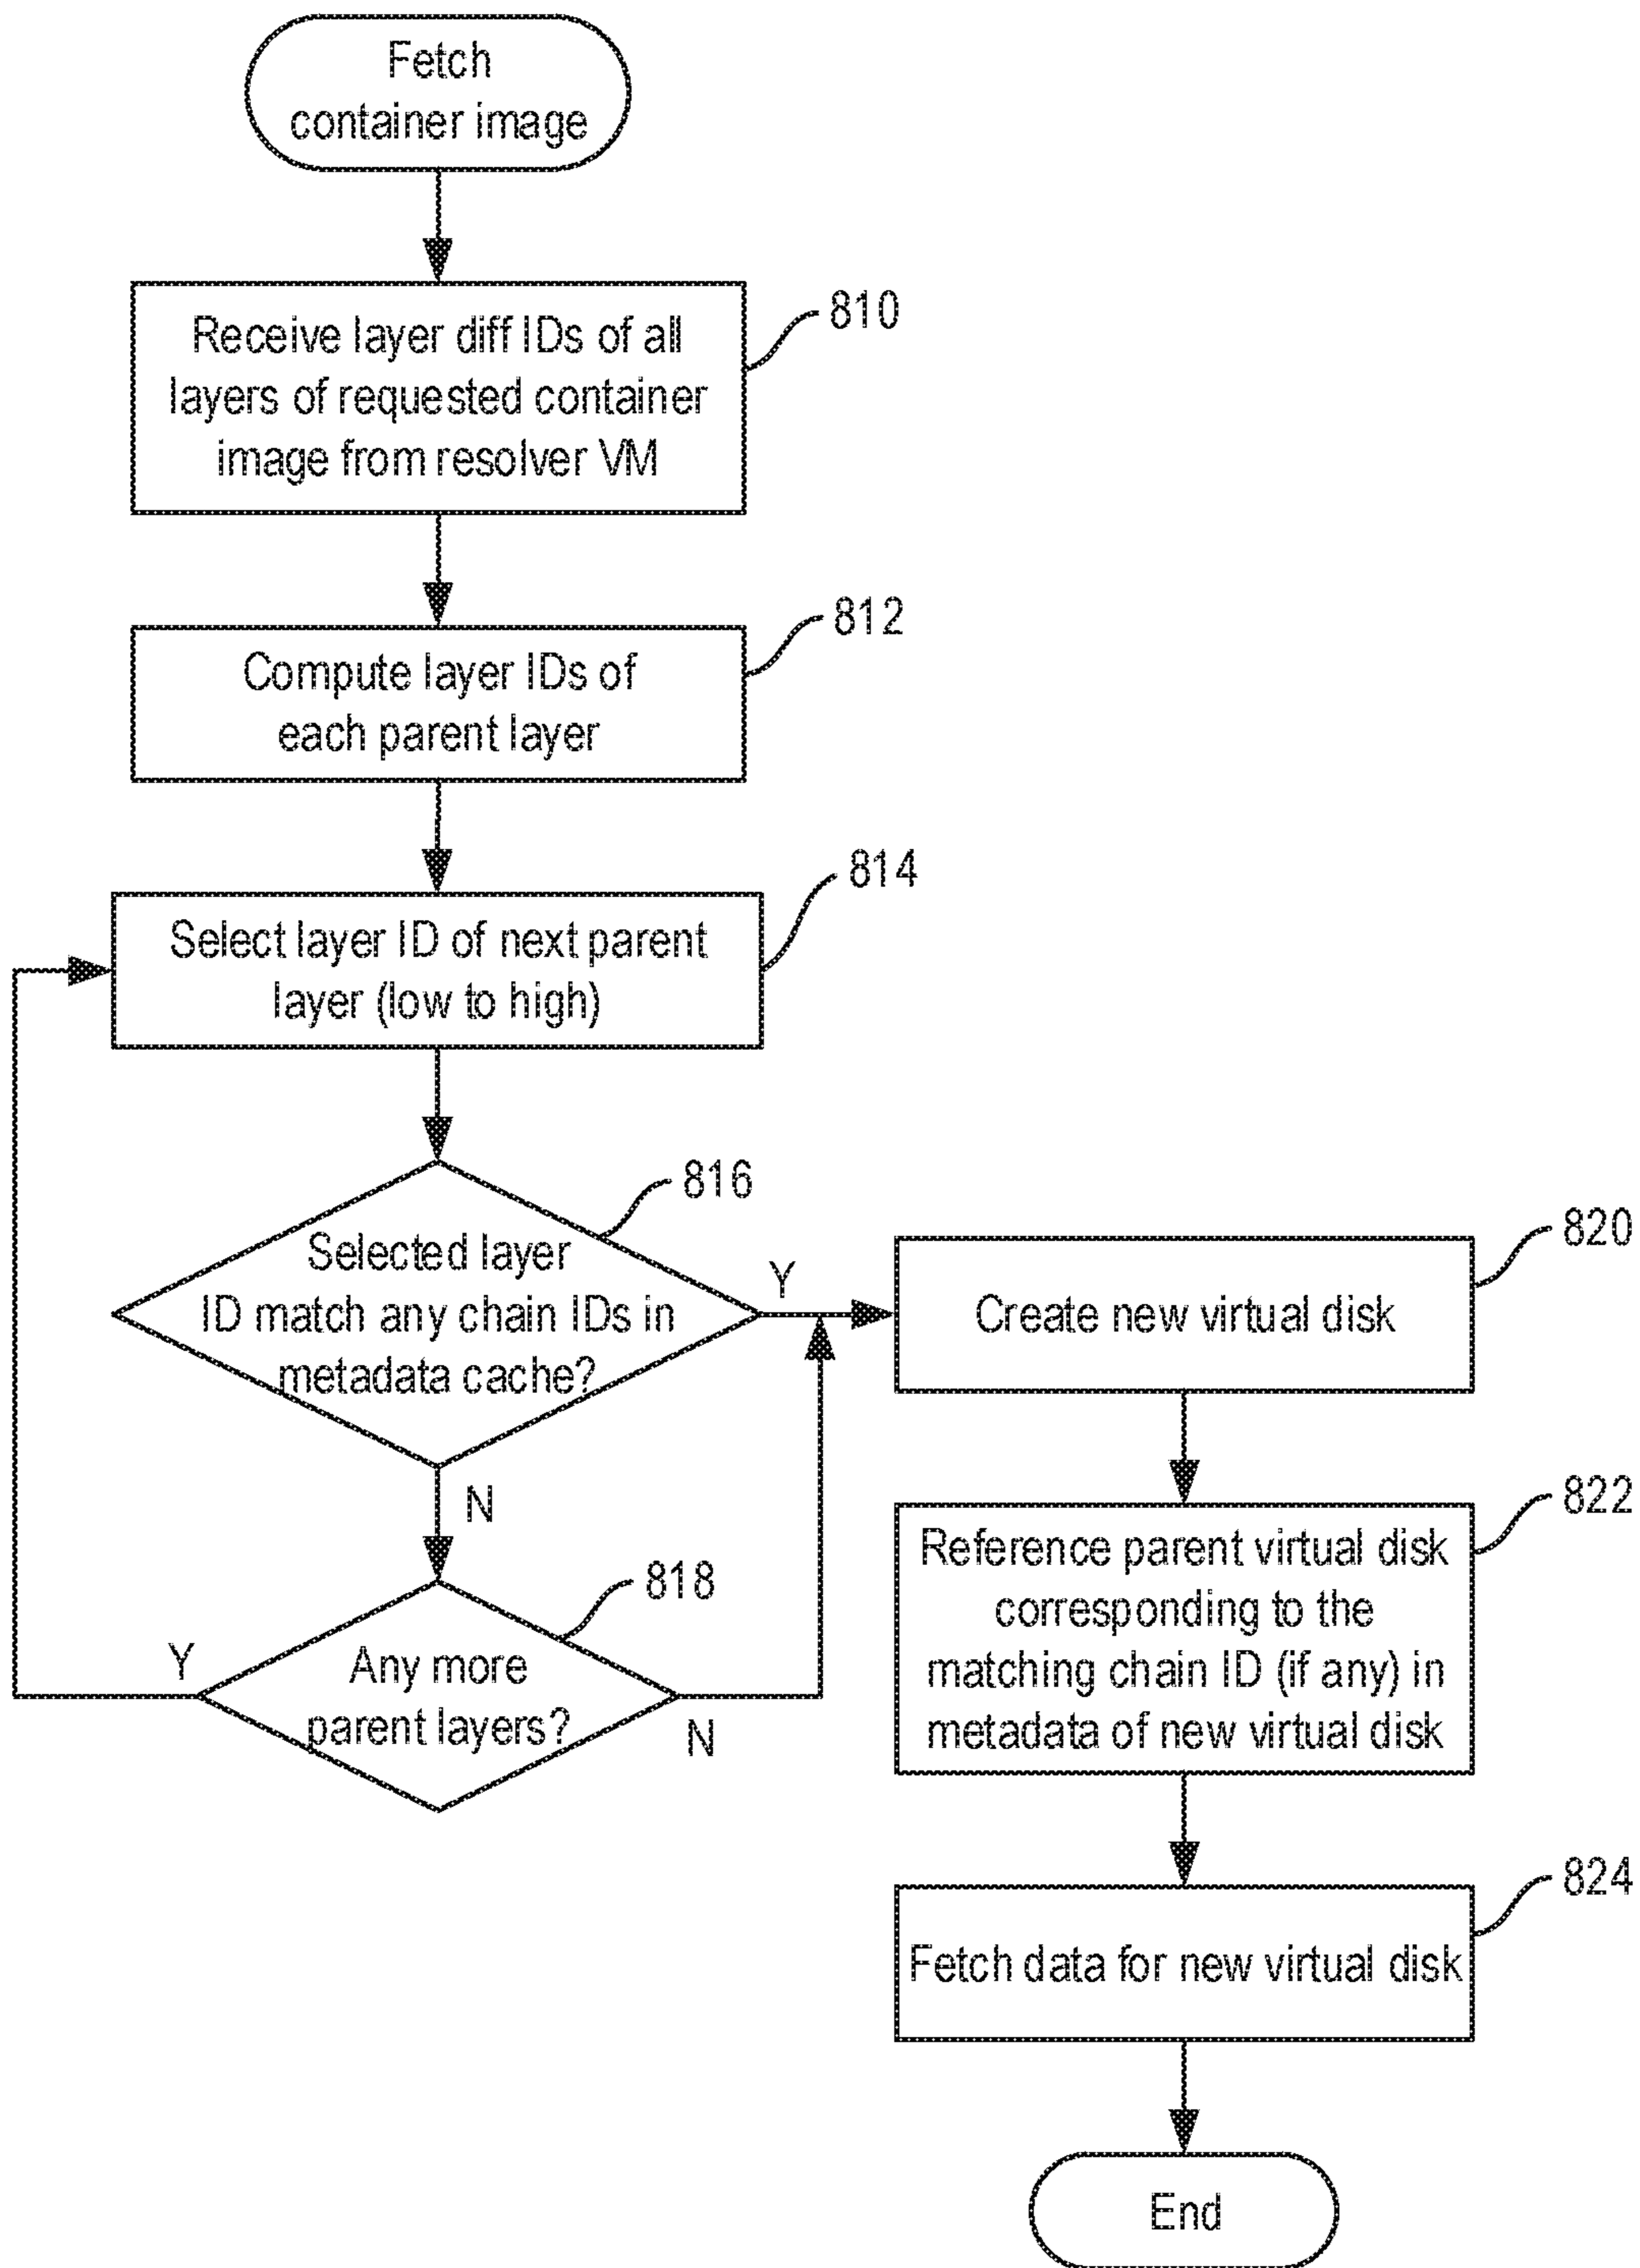 Fetch
container image
Receive layer diff IDs of all
layers of requested container
image from resolver VM
810
Compute layer IDs of
each parent layer
812
Select layer ID of next parent
layer (low to high)
814
Selected layer
ID match any chain IDs in
metadata cache?
816
Y
N
Any more
parent layers?
818
Y
N
Create new virtual disk
820
Reference parent virtual disk
corresponding to the
matching chain ID (if any) in
metadata of new virtual disk
822
Fetch data for new virtual disk
824
End